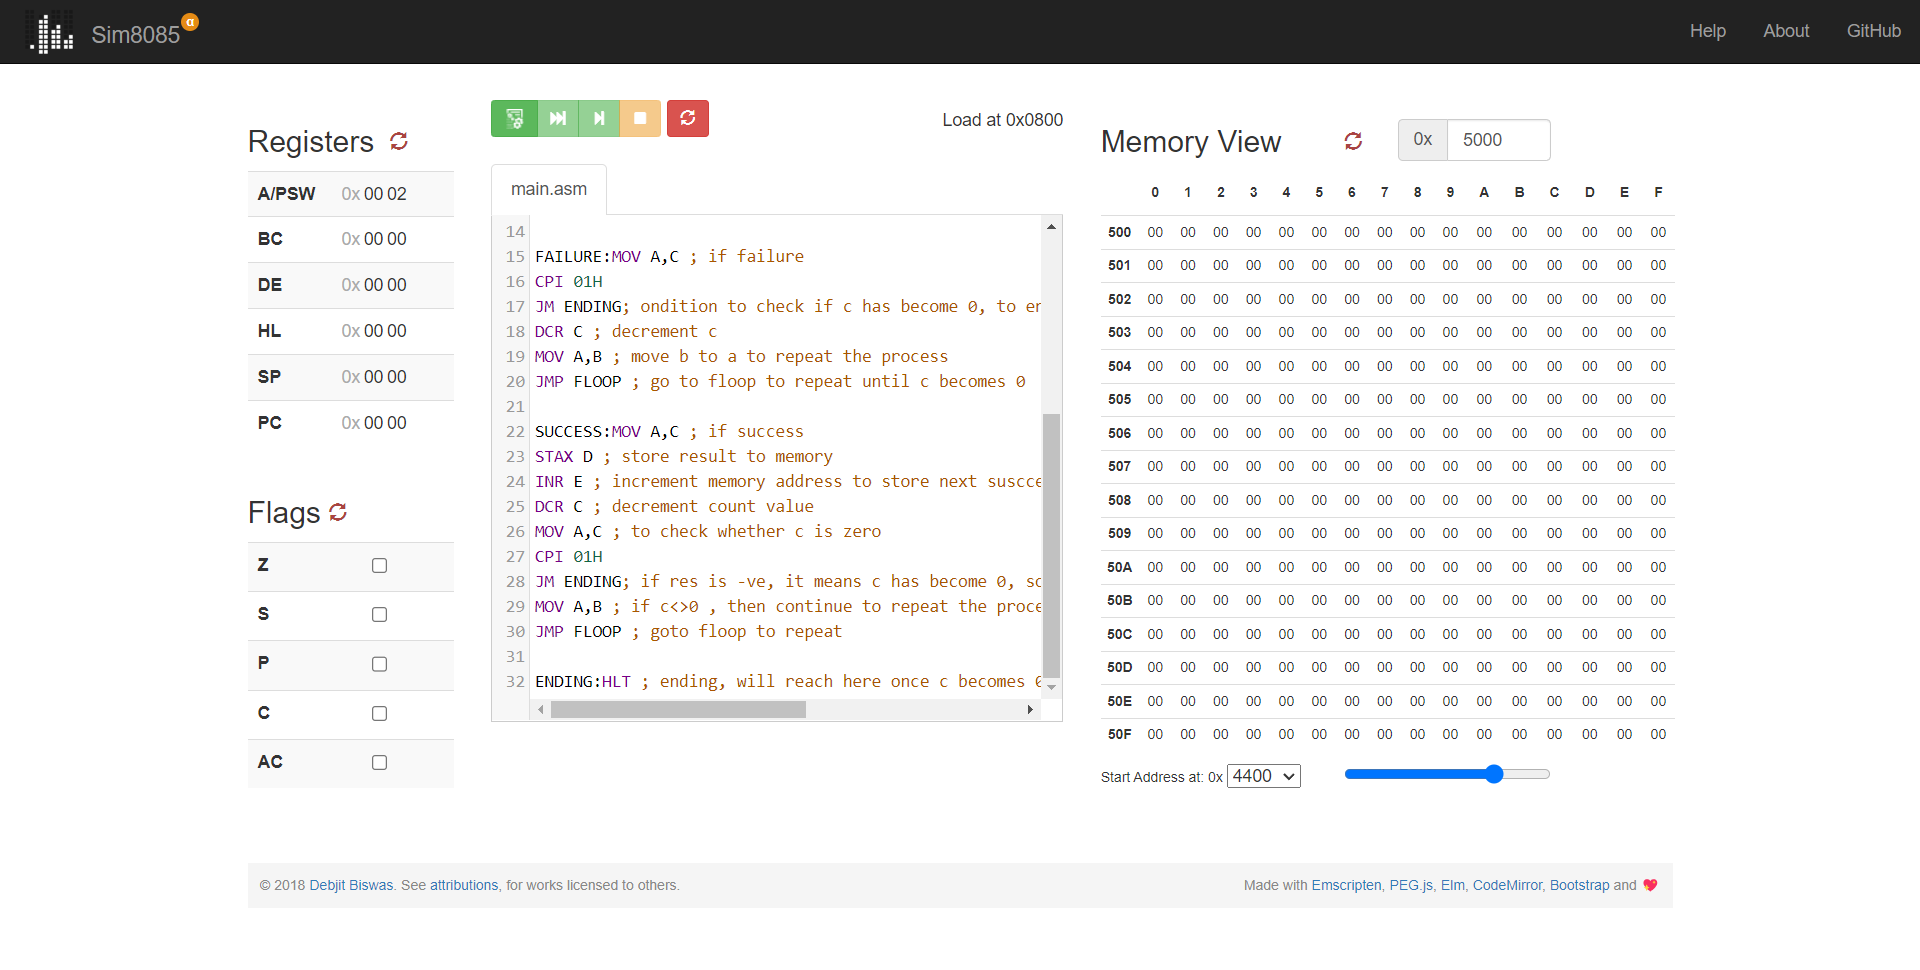 Sim8085 α
Help About GitHub
Registers
A/PSW 0x 00 02
BC 0x 00 00
DE 0x 00 00
HL 0x 00 00
SP 0x 00 00
PC 0x 00 00
Flags
Z
S
P
C
AC
Load at 0x0800
main.asm
14
15 FAILURE:MOV A,C ; if failure
16 CPI 01H
17 JM ENDING; ondition to check if c has become 0, to en
18 DCR C ; decrement c
19 MOV A,B ; move b to a to repeat the process
20 JMP FLOOP ; go to floop to repeat until c becomes 0
21
22 SUCCESS:MOV A,C ; if success
23 STAX D ; store result to memory
24 INR E ; increment memory address to store next suscce
25 DCR C ; decrement count value
26 MOV A,C ; to check whether c is zero
27 CPI 01H
28 JM ENDING; if res is -ve, it means c has become 0, so
29 MOV A,B ; if c<>0 , then continue to repeat the proce
30 JMP FLOOP ; goto floop to repeat
31
32 ENDING:HLT ; ending, will reach here once c becomes 0
Memory View
0x 5000
0 1 2 3 4 5 6 7 8 9 A B C D E F
500 00 00 00 00 00 00 00 00 00 00 00 00 00 00 00 00
501 00 00 00 00 00 00 00 00 00 00 00 00 00 00 00 00
502 00 00 00 00 00 00 00 00 00 00 00 00 00 00 00 00
503 00 00 00 00 00 00 00 00 00 00 00 00 00 00 00 00
504 00 00 00 00 00 00 00 00 00 00 00 00 00 00 00 00
505 00 00 00 00 00 00 00 00 00 00 00 00 00 00 00 00
506 00 00 00 00 00 00 00 00 00 00 00 00 00 00 00 00
507 00 00 00 00 00 00 00 00 00 00 00 00 00 00 00 00
508 00 00 00 00 00 00 00 00 00 00 00 00 00 00 00 00
509 00 00 00 00 00 00 00 00 00 00 00 00 00 00 00 00
50A 00 00 00 00 00 00 00 00 00 00 00 00 00 00 00 00
50B 00 00 00 00 00 00 00 00 00 00 00 00 00 00 00 00
50C 00 00 00 00 00 00 00 00 00 00 00 00 00 00 00 00
50D 00 00 00 00 00 00 00 00 00 00 00 00 00 00 00 00
50E 00 00 00 00 00 00 00 00 00 00 00 00 00 00 00 00
50F 00 00 00 00 00 00 00 00 00 00 00 00 00 00 00 00
Start Address at: 0x 4400
© 2018 Debjit Biswas. See attributions, for works licensed to others.
Made with Emscripten, PEG.js, Elm, CodeMirror, Bootstrap and 💖